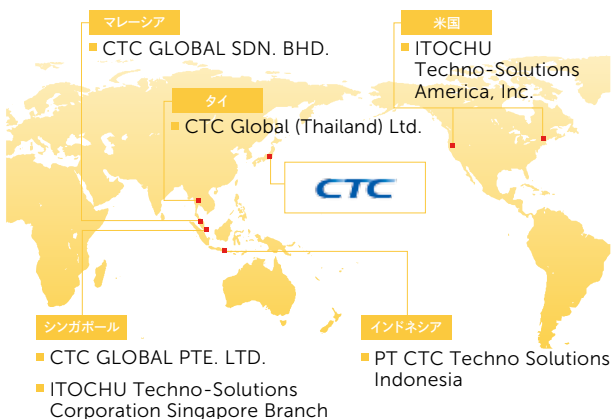 マレーシア
CTC GLOBAL SDN. BHD.
米国
ITOCHU
Techno-Solutions
America, Inc.
タイ
CTC Global (Thailand) Ltd.
CTC
シンガポール
CTC GLOBAL PTE. LTD.
ITOCHU Techno-Solutions
Corporation Singapore Branch
インドネシア
PT CTC Techno Solutions
Indonesia